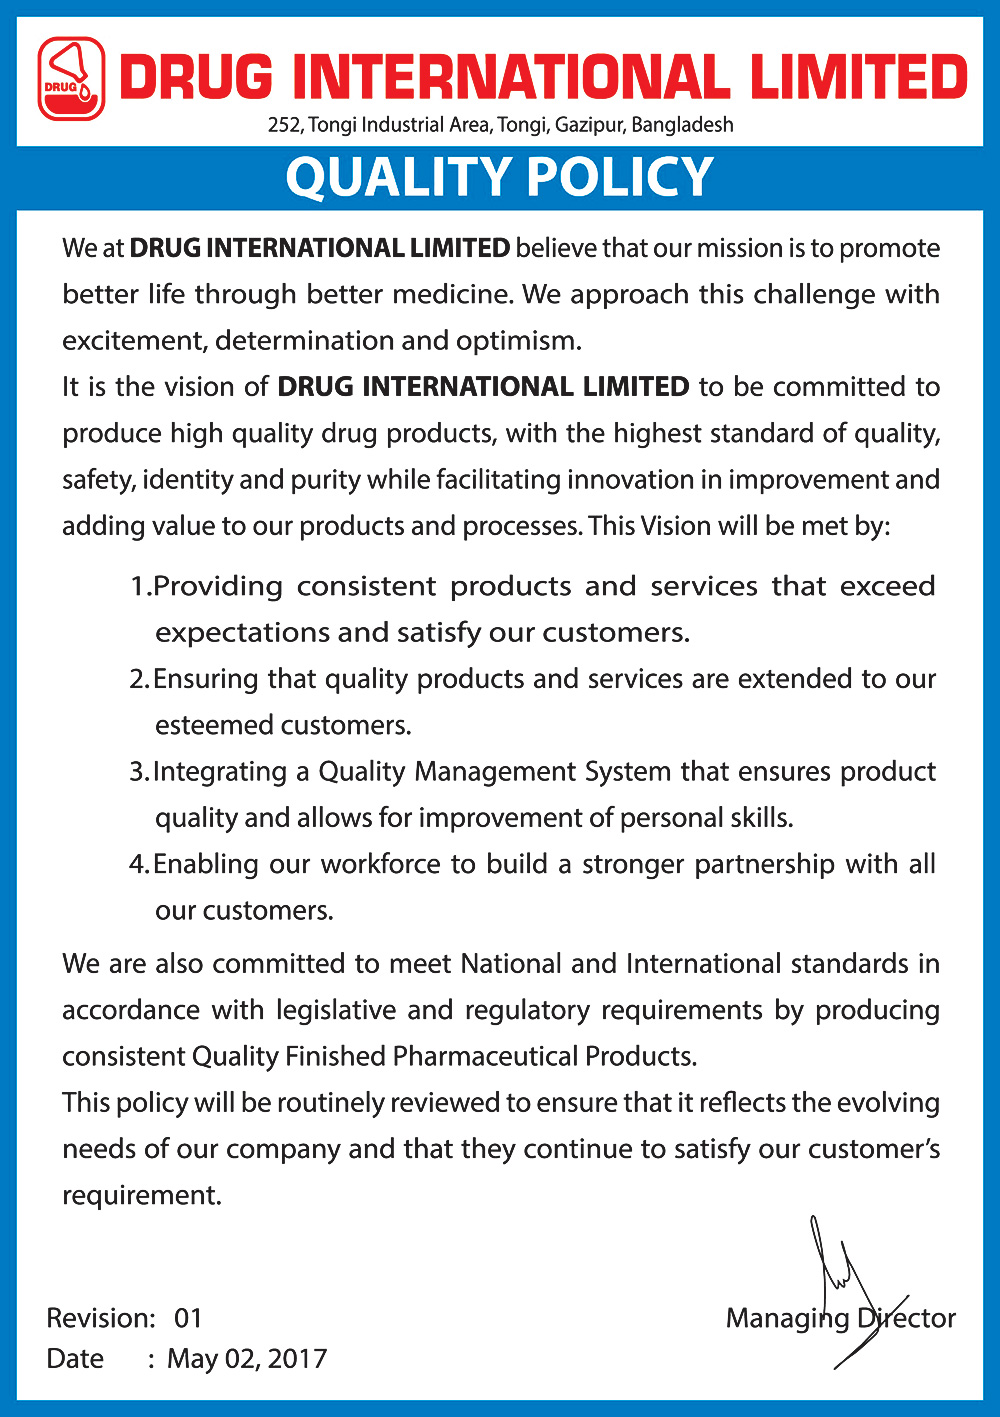 DRUG
DRUG INTERNATIONAL LIMITED
252, Tongi Industrial Area, Tongi, Gazipur, Bangladesh
QUALITY POLICY
We at DRUG INTERNATIONAL LIMITED believe that our mission is to promote
better life through better medicine. We approach this challenge with
excitement, determination and optimism.
It is the vision of DRUG INTERNATIONAL LIMITED to be committed to
produce high quality drug products, with the highest standard of quality,
safety, identity and purity while facilitating innovation in improvement and
adding value to our products and processes. This Vision will be met by:
1.Providing consistent products and services that exceed
expectations and satisfy our customers.
2.Ensuring that quality products and services are extended to our
esteemed customers.
3.Integrating a Quality Management System that ensures product
quality and allows for improvement of personal skills.
4.Enabling our workforce to build a stronger partnership with all
our customers.
We are also committed to meet National and International standards in
accordance with legislative and regulatory requirements by producing
consistent Quality Finished Pharmaceutical Products.
This policy will be routinely reviewed to ensure that it reflects the evolving
needs of our company and that they continue to satisfy our customer's
requirement.
Revision: 01
Managing Director
Date : May 02, 2017